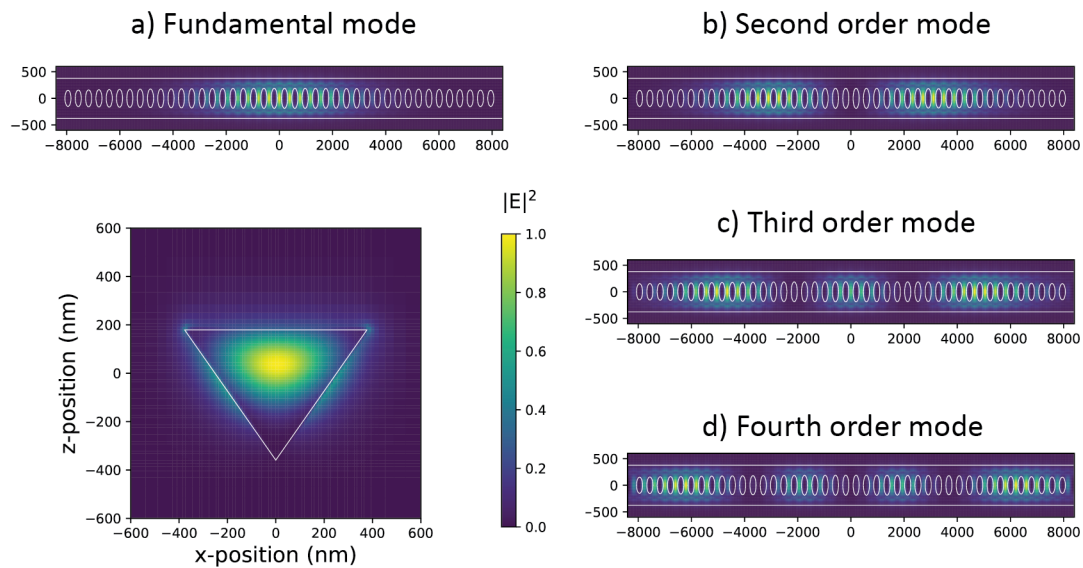 a) Fundamental mode
500
0
−500
−8000 −6000 −4000 −2000 0 2000 4000 6000 8000
b) Second order mode
500
0
−500
−8000 −6000 −4000 −2000 0 2000 4000 6000 8000
|E|²
600
400
200
0
−200
−400
−600
z-position (nm)
−600 −400 −200 0 200 400 600
x-position (nm)
1.0
0.8
0.6
0.4
0.2
0.0
c) Third order mode
500
0
−500
−8000 −6000 −4000 −2000 0 2000 4000 6000 8000
d) Fourth order mode
500
0
−500
−8000 −6000 −4000 −2000 0 2000 4000 6000 8000